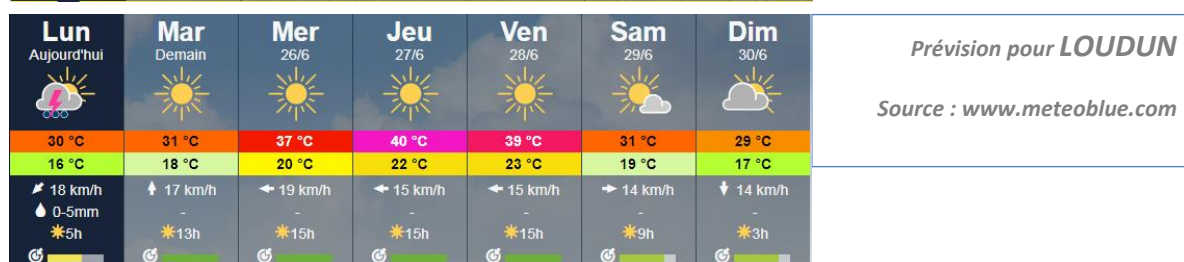 Lun Mar Mer Jeu Ven Sam Dim
Aujourd'hui Demain 26/6 27/6 28/6 29/6 30/6
30 °C 31 °C 37 °C 40 °C 39 °C 31 °C 29 °C
16 °C 18 °C 20 °C 22 °C 23 °C 19 °C 17 °C
18 km/h 17 km/h 19 km/h 15 km/h 15 km/h 14 km/h 14 km/h
0-5mm - - - - - -
5h 13h 15h 15h 15h 9h 3h
Prévision pour LOUDUN
Source : www.meteoblue.com